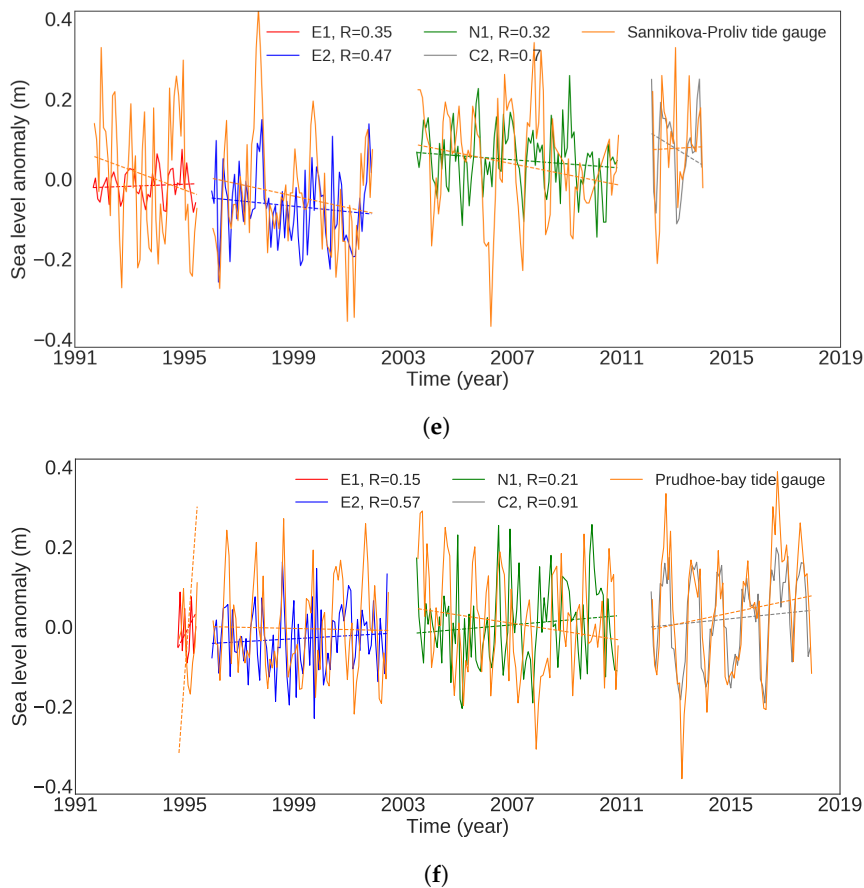 E1, R=0.35 N1, R=0.32 Sannikova-Proliv tide gauge
E2, R=0.47 C2, R=0.7
0.4
0.2
0.0
−0.2
−0.4
Sea level anomaly (m)
1991 1995 1999 2003 2007 2011 2015 2019
Time (year)
(e)
E1, R=0.15 N1, R=0.21 Prudhoe-bay tide gauge
E2, R=0.57 C2, R=0.91
0.4
0.2
0.0
−0.2
−0.4
Sea level anomaly (m)
1991 1995 1999 2003 2007 2011 2015 2019
Time (year)
(f)